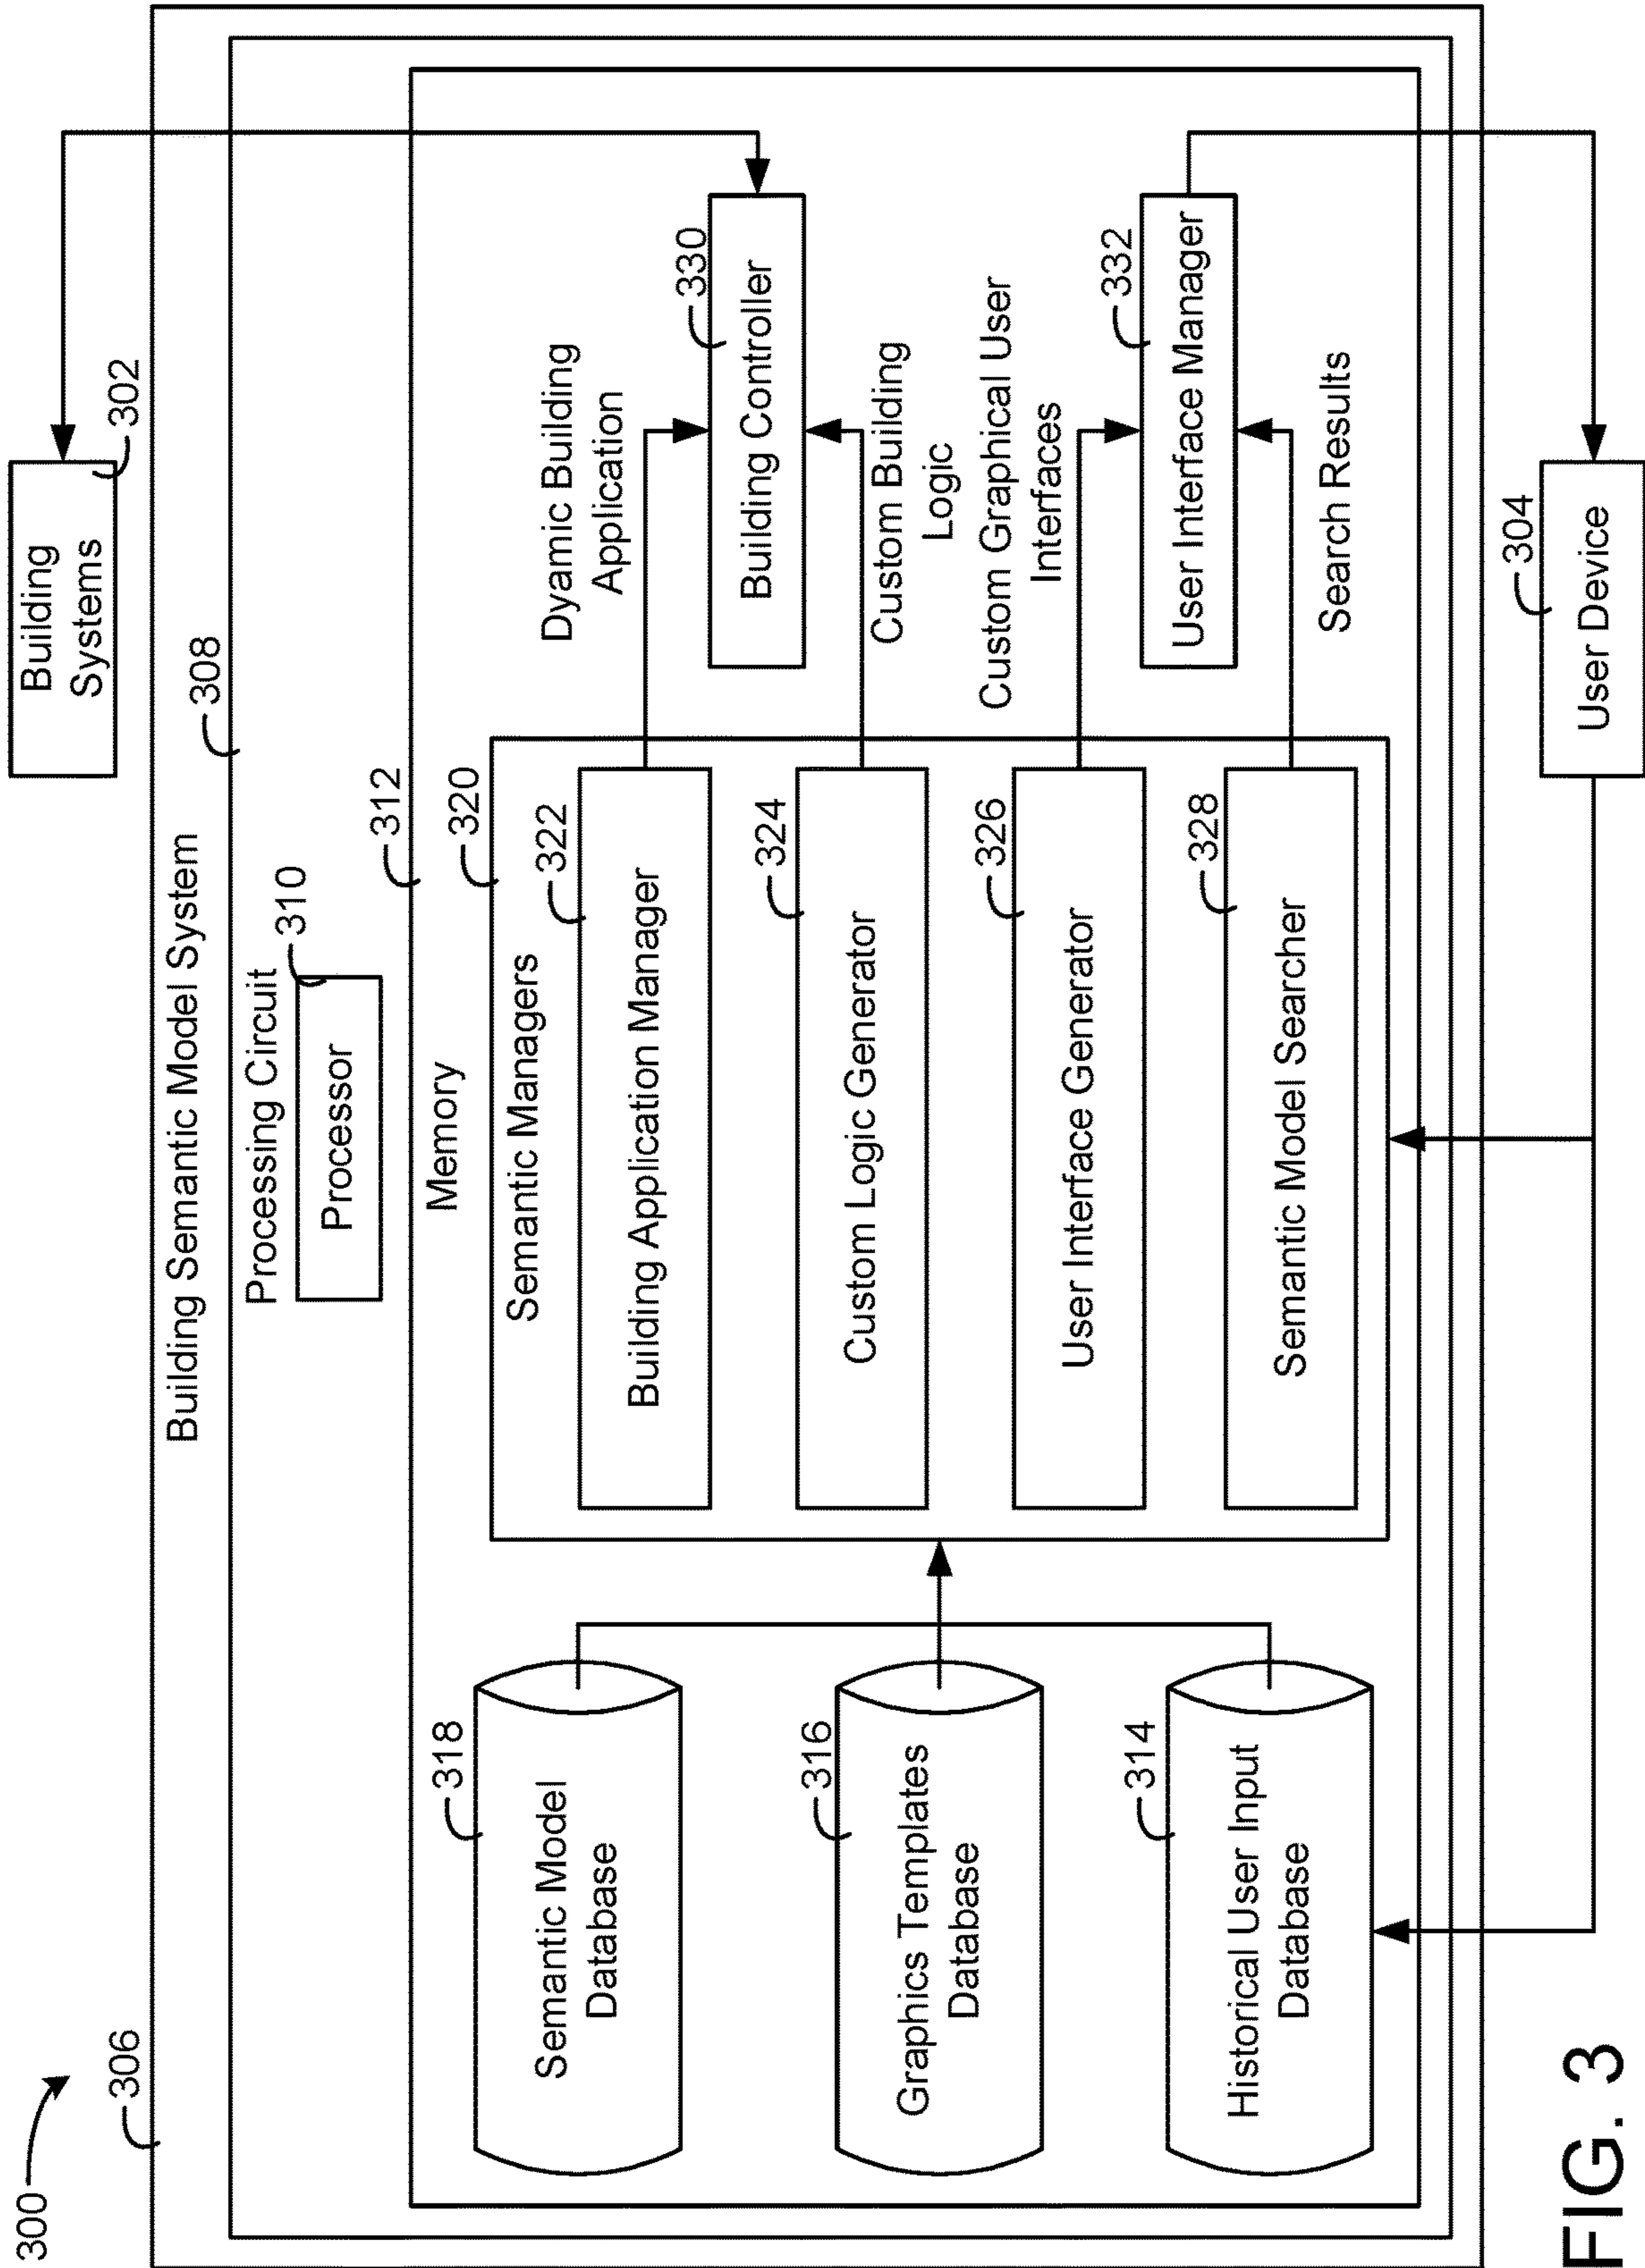 300
306
Building
Systems
302
Building Semantic Model System
308
Processing Circuit
310
Processor
312
Memory
320
Semantic Managers
318
Semantic Model
Database
316
Graphics Templates
Database
314
Historical User Input
Database
322
Building Application Manager
324
Custom Logic Generator
326
User Interface Generator
328
Semantic Model Searcher
Dyamic Building
Application
330
Building Controller
Custom Building
Logic
Custom Graphical User
Interfaces
332
User Interface Manager
Search Results
304
User Device
FIG. 3